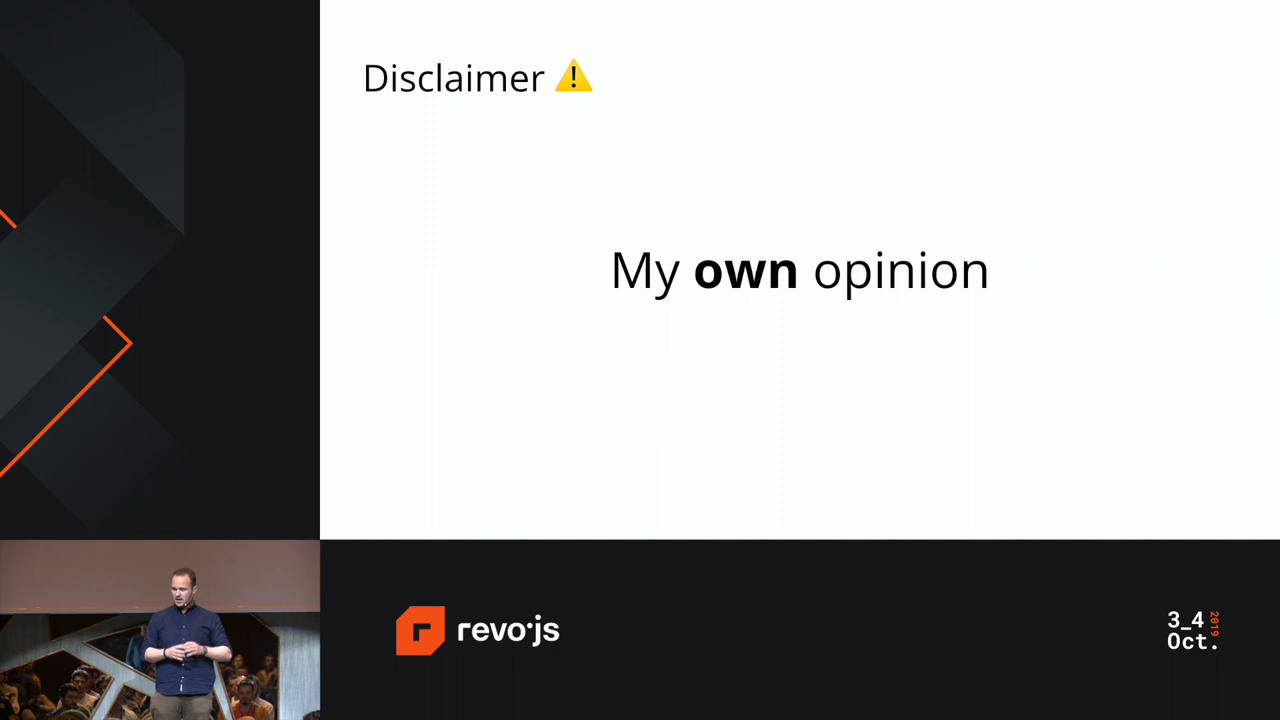 Disclaimer ⚠️
My own opinion
revo·js
3_4
Oct.
2019